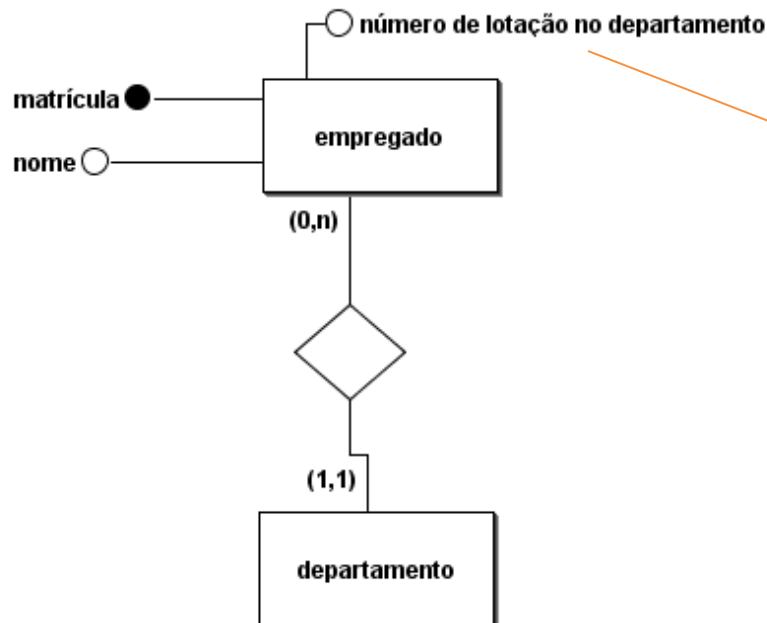 número de lotação no departamento
matrícula
empregado
nome
(0,n)
(1,1)
departamento